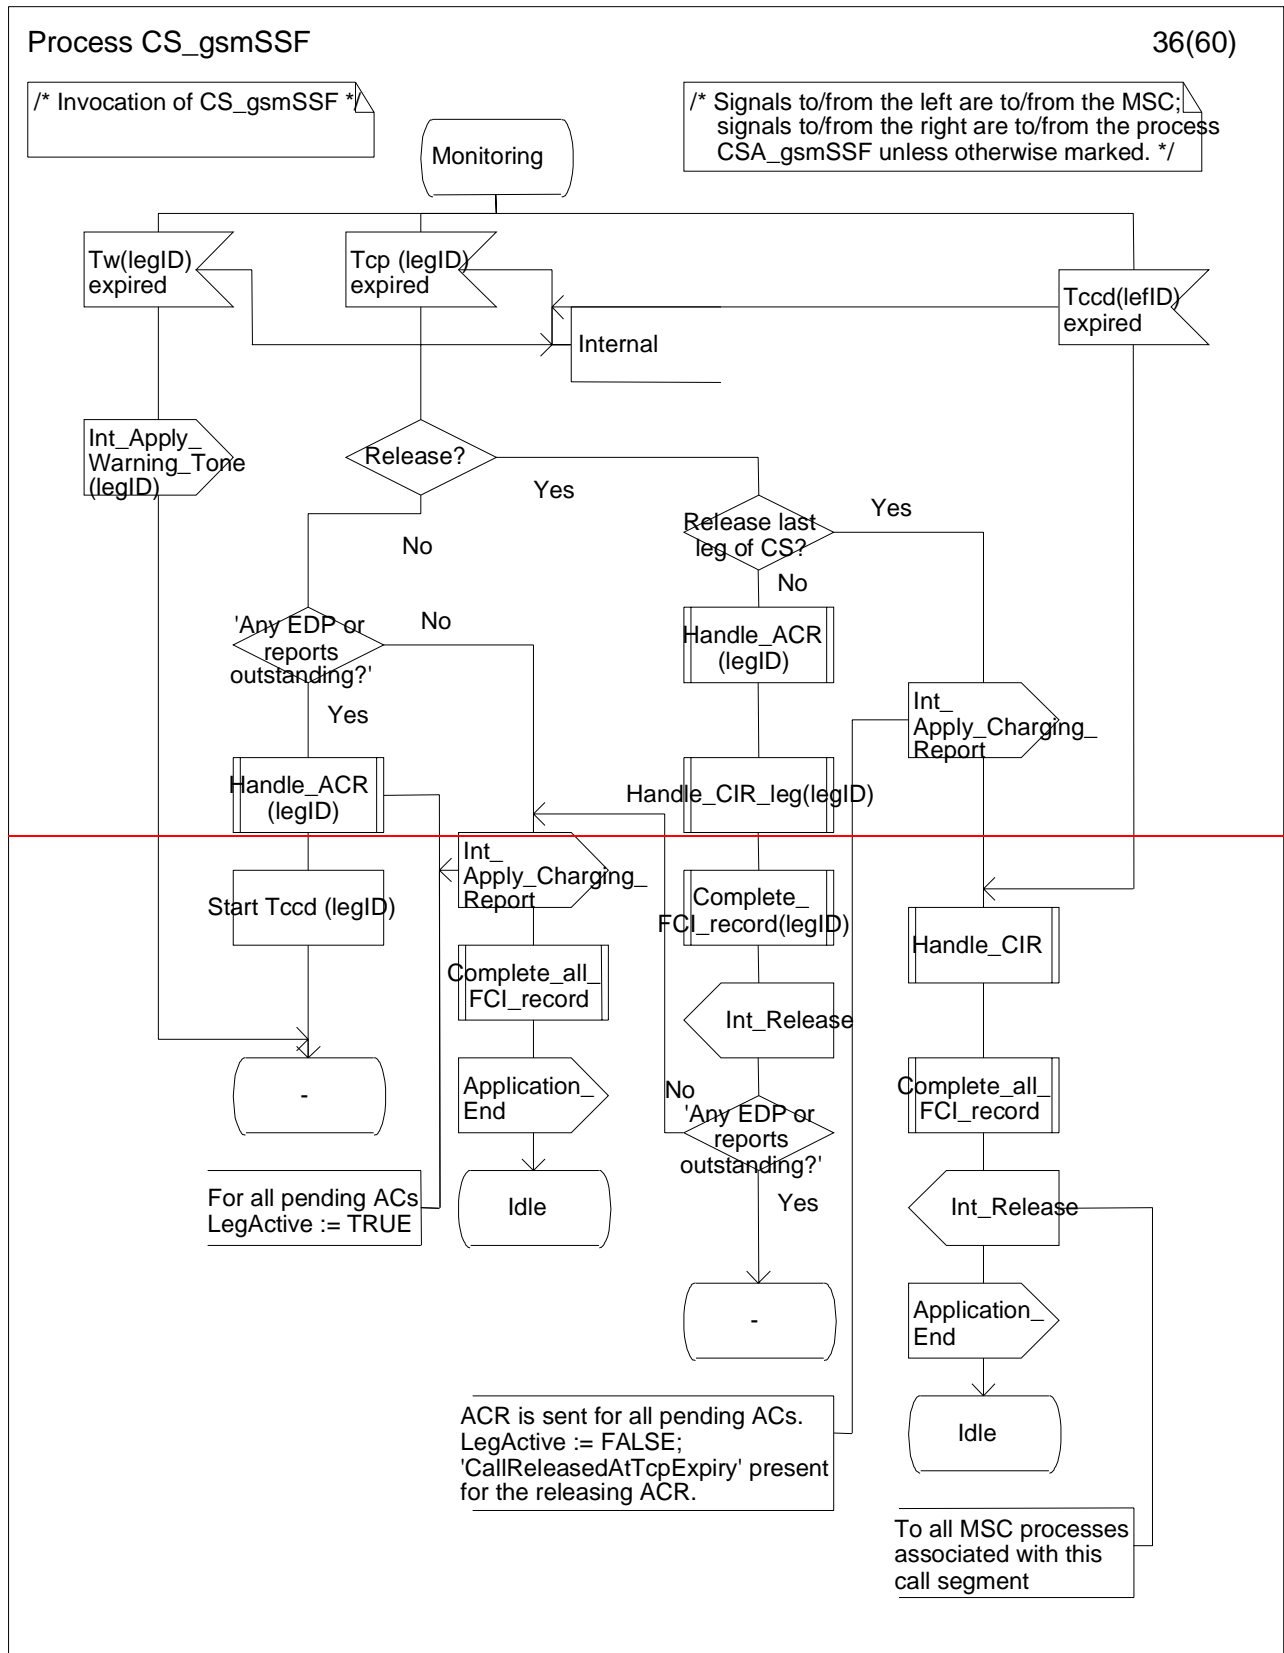 Process CS_gsmSSF
36(60)
/* Invocation of CS_gsmSSF */
/* Signals to/from the left are to/from the MSC;
signals to/from the right are to/from the process
CSA_gsmSSF unless otherwise marked. */
Monitoring
Tw(legID)
expired
Tcp (legID)
expired
Tccd(lefID)
expired
Internal
Int_Apply_
Warning_Tone
(legID)
Release?
Yes
No
Release last
leg of CS?
Yes
No
'Any EDP or
reports
outstanding?'
No
Yes
Handle_ACR
(legID)
Int_
Apply_Charging_
Report
Handle_ACR
(legID)
Handle_CIR_leg(legID)
Int_
Apply_Charging_
Report
Start Tccd (legID)
Complete_
FCI_record(legID)
Handle_CIR
Complete_all_
FCI_record
Int_Release
-
Application_
End
No
'Any EDP or
reports
outstanding?'
Yes
Complete_all_
FCI_record
For all pending ACs
LegActive := TRUE
Idle
Int_Release
-
Application_
End
ACR is sent for all pending ACs.
LegActive := FALSE;
'CallReleasedAtTcpExpiry' present
for the releasing ACR.
Idle
To all MSC processes
associated with this
call segment